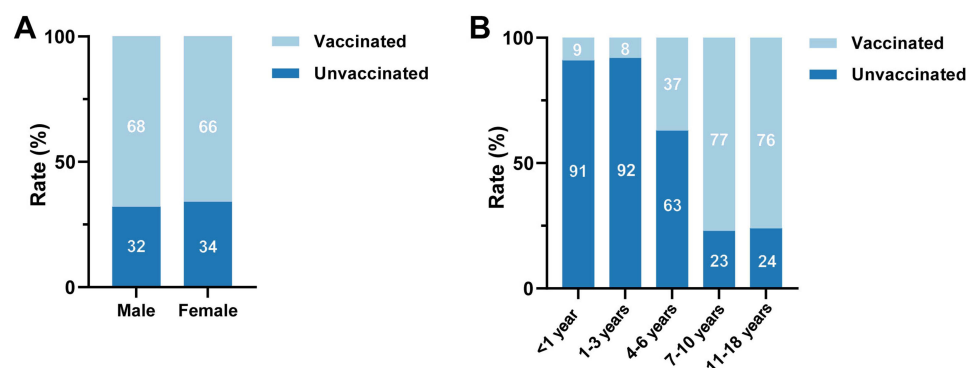 A
Rate (%)
100
50
0
68
66
32
34
Male
Female
Vaccinated
Unvaccinated
B
Rate (%)
100
50
0
9
8
37
77
76
91
92
63
23
24
<1 year
1-3 years
4-6 years
7-10 years
11-18 years
Vaccinated
Unvaccinated